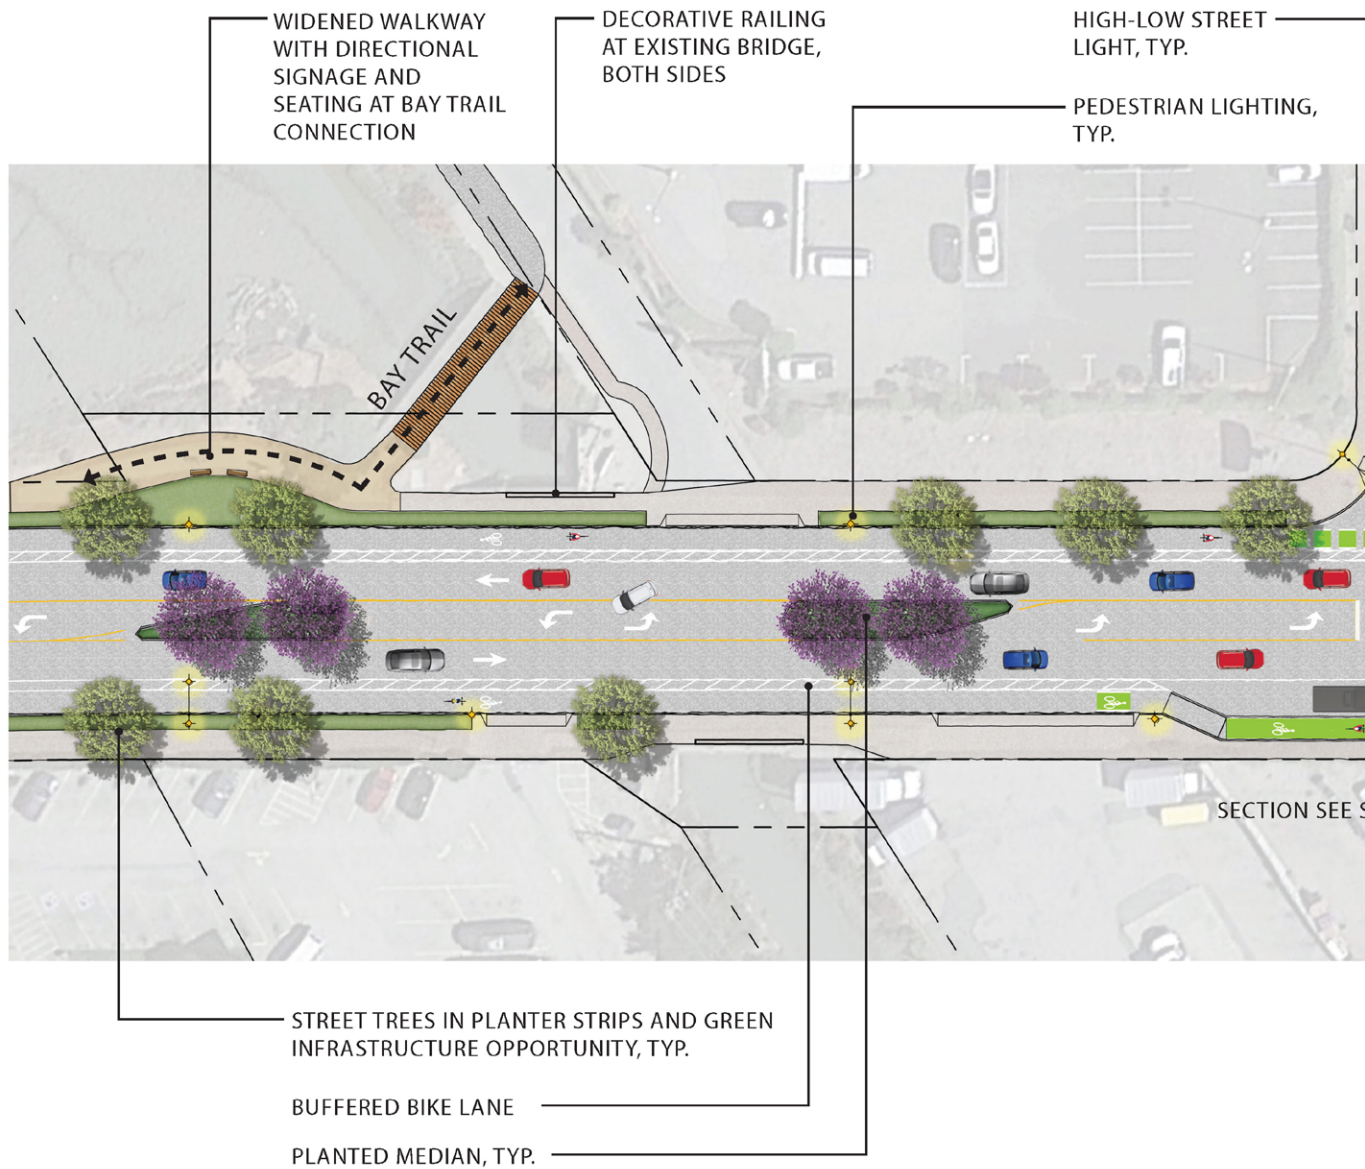 WIDENED WALKWAY
WITH DIRECTIONAL
SIGNAGE AND
SEATING AT BAY TRAIL
CONNECTION
DECORATIVE RAILING
AT EXISTING BRIDGE,
BOTH SIDES
HIGH-LOW STREET
LIGHT, TYP.
PEDESTRIAN LIGHTING,
TYP.
BAY TRAIL
SECTION SEE S
STREET TREES IN PLANTER STRIPS AND GREEN
INFRASTRUCTURE OPPORTUNITY, TYP.
BUFFERED BIKE LANE
PLANTED MEDIAN, TYP.